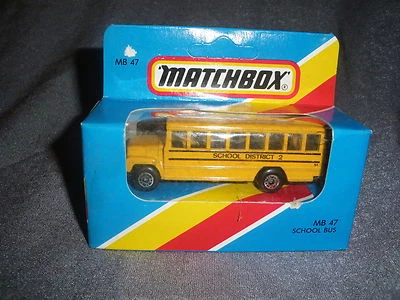 MB 47
MATCHBOX®
SCHOOL DISTRICT 2
MB 47
SCHOOL BUS